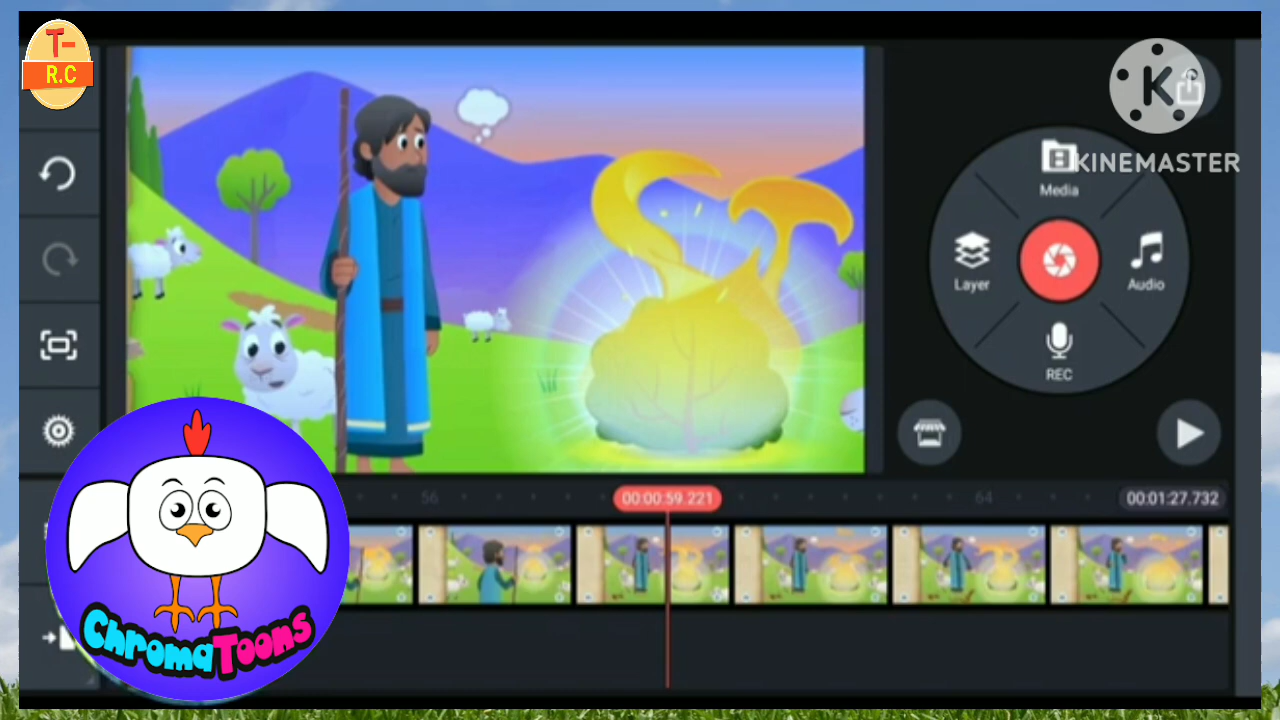 T-
R.C
K
KINEMASTER
Media
Layer
Audio
REC
56
00:00:59.221
64
00:01:27.732
ChromaToons